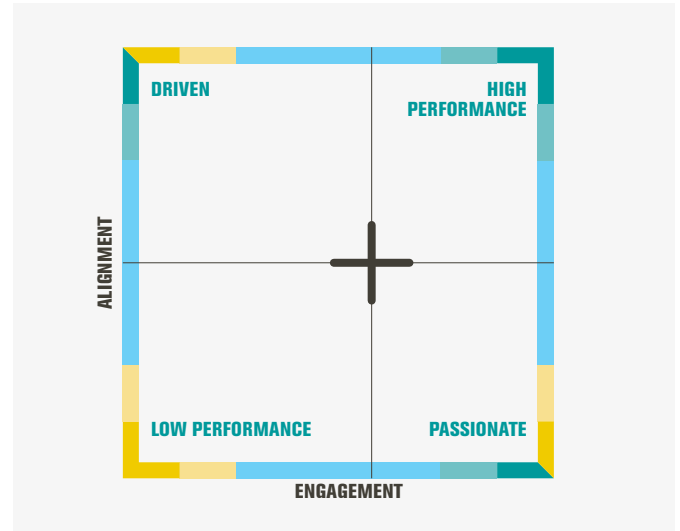 DRIVEN
HIGH
PERFORMANCE
ALIGNMENT
LOW PERFORMANCE
PASSIONATE
ENGAGEMENT